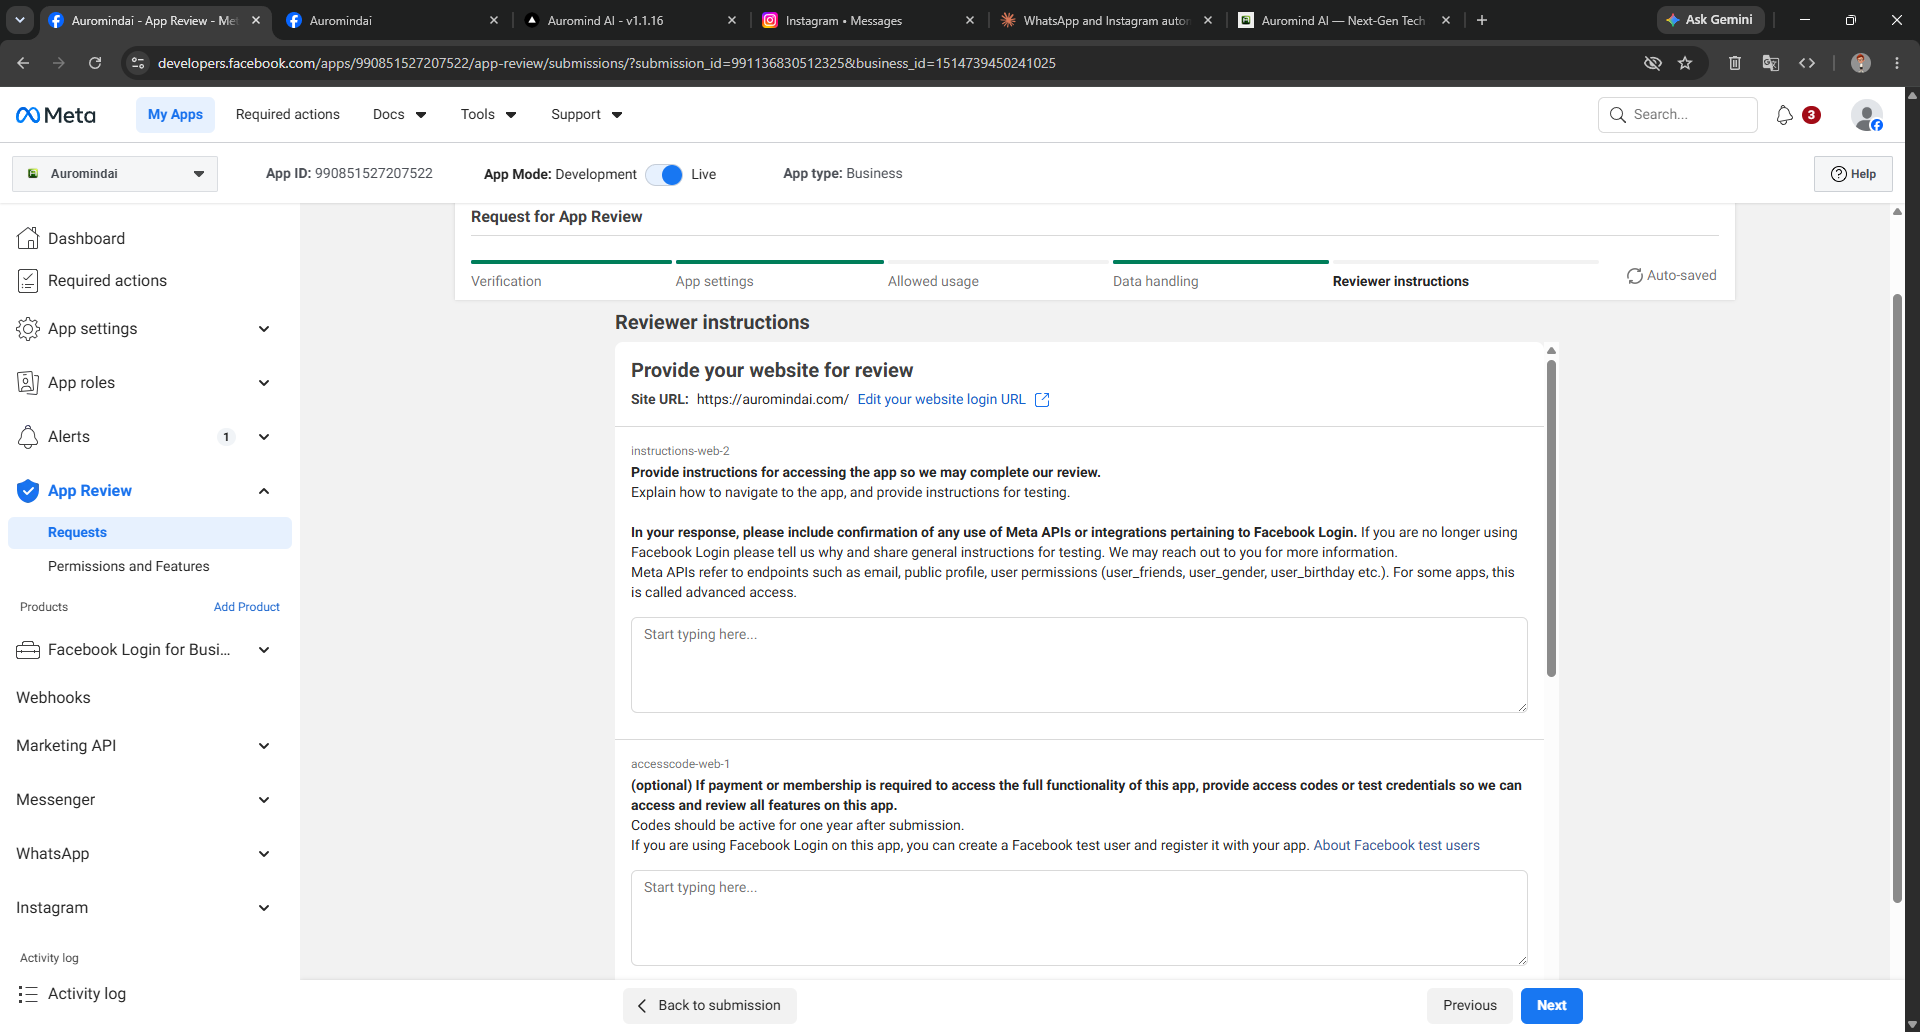 Auromindai - App Review - Met
Auromindai
Auromind AI - v1.1.16
Instagram • Messages
WhatsApp and Instagram autom
Auromind AI — Next-Gen Tech
Ask Gemini
developers.facebook.com/apps/990851527207522/app-review/submissions/?submission_id=991136830512325&business_id=1514739450241025
Meta
My Apps
Required actions
Docs
Tools
Support
Search...
3
Auromindai
App ID: 990851527207522
App Mode: Development
Live
App type: Business
Help
Dashboard
Required actions
App settings
App roles
Alerts
1
App Review
Requests
Permissions and Features
Products
Add Product
Facebook Login for Busi...
Webhooks
Marketing API
Messenger
WhatsApp
Instagram
Activity log
Activity log
Request for App Review
Verification
App settings
Allowed usage
Data handling
Reviewer instructions
Auto-saved
Reviewer instructions
Provide your website for review
Site URL: https://auromindai.com/ Edit your website login URL
instructions-web-2
Provide instructions for accessing the app so we may complete our review.
Explain how to navigate to the app, and provide instructions for testing.
In your response, please include confirmation of any use of Meta APIs or integrations pertaining to Facebook Login. If you are no longer using
Facebook Login please tell us why and share general instructions for testing. We may reach out to you for more information.
Meta APIs refer to endpoints such as email, public profile, user permissions (user_friends, user_gender, user_birthday etc.). For some apps, this
is called advanced access.
Start typing here...
accesscode-web-1
(optional) If payment or membership is required to access the full functionality of this app, provide access codes or test credentials so we can
access and review all features on this app.
Codes should be active for one year after submission.
If you are using Facebook Login on this app, you can create a Facebook test user and register it with your app. About Facebook test users
Start typing here...
Back to submission
Previous
Next